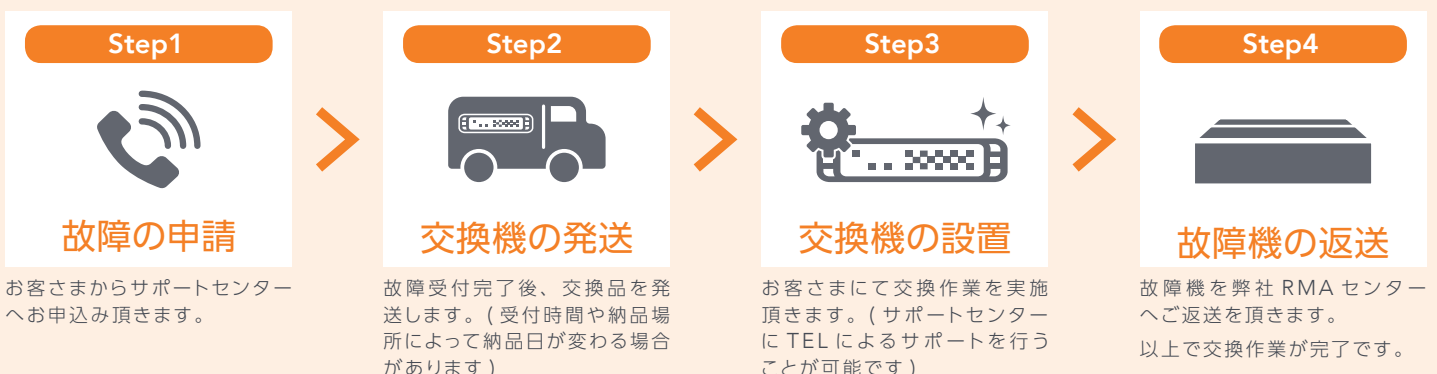 Step1
故障の申請
お客さまからサポートセンター
へお申込み頂きます。
Step2
交換機の発送
故障受付完了後、交換品を発
送します。(受付時間や納品場
所によって納品日が変わる場合
があります)
Step3
交換機の設置
お客さまにて交換作業を実施
頂きます。(サポートセンター
に TEL によるサポートを行う
ことが可能です)
Step4
故障機の返送
故障機を弊社 RMA センター
へご返送を頂きます。
以上で交換作業が完了です。